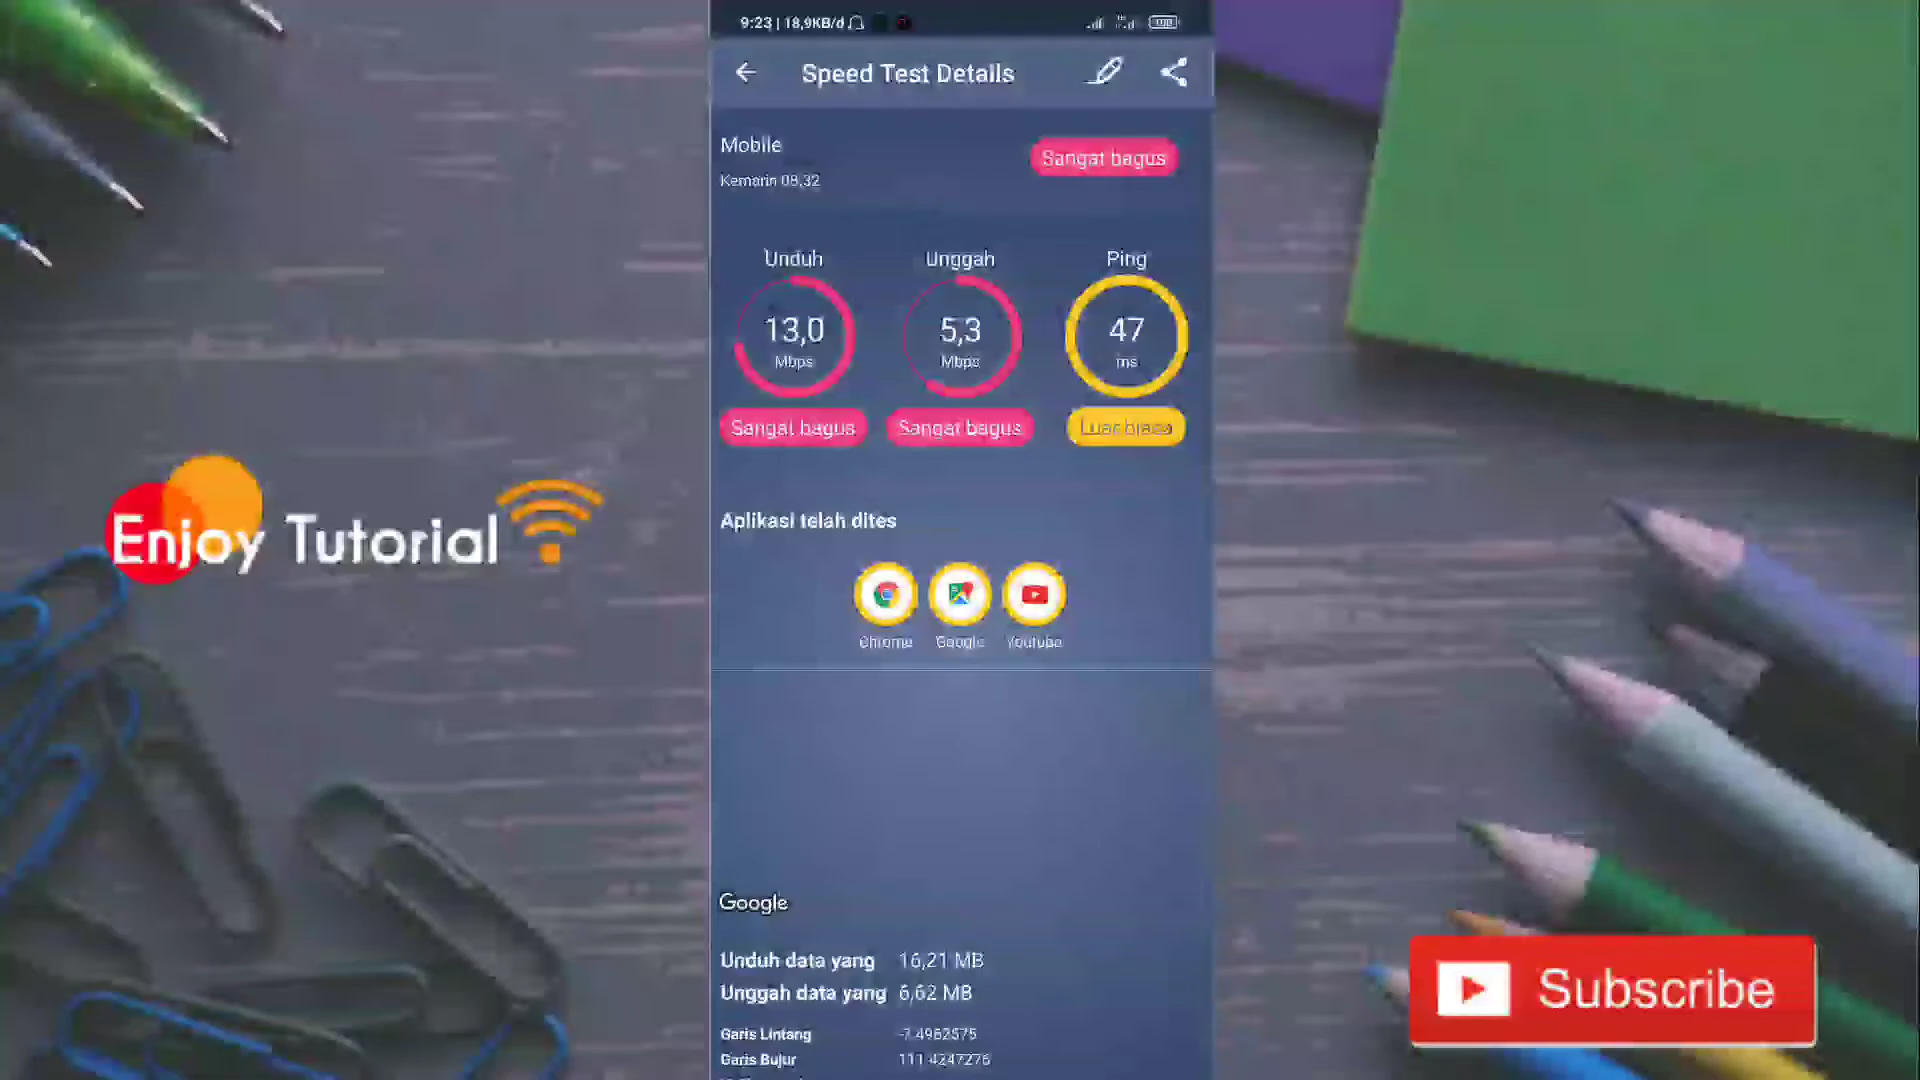 9:23 | 18,9KB/d
Speed Test Details
Mobile
Sangat bagus
Kemarin 08,32
Unduh
Unggah
Ping
13,0
Mbps
5,3
Mbps
47
ms
Sangat bagus
Sangat bagus
Luar biasa
Enjoy Tutorial
Aplikasi telah dites
Chrome
Google
Youtube
Google
Unduh data yang 16,21 MB
Unggah data yang 6,62 MB
Garis Lintang -7.4962575
Garis Bujur 111.4247276
Subscribe